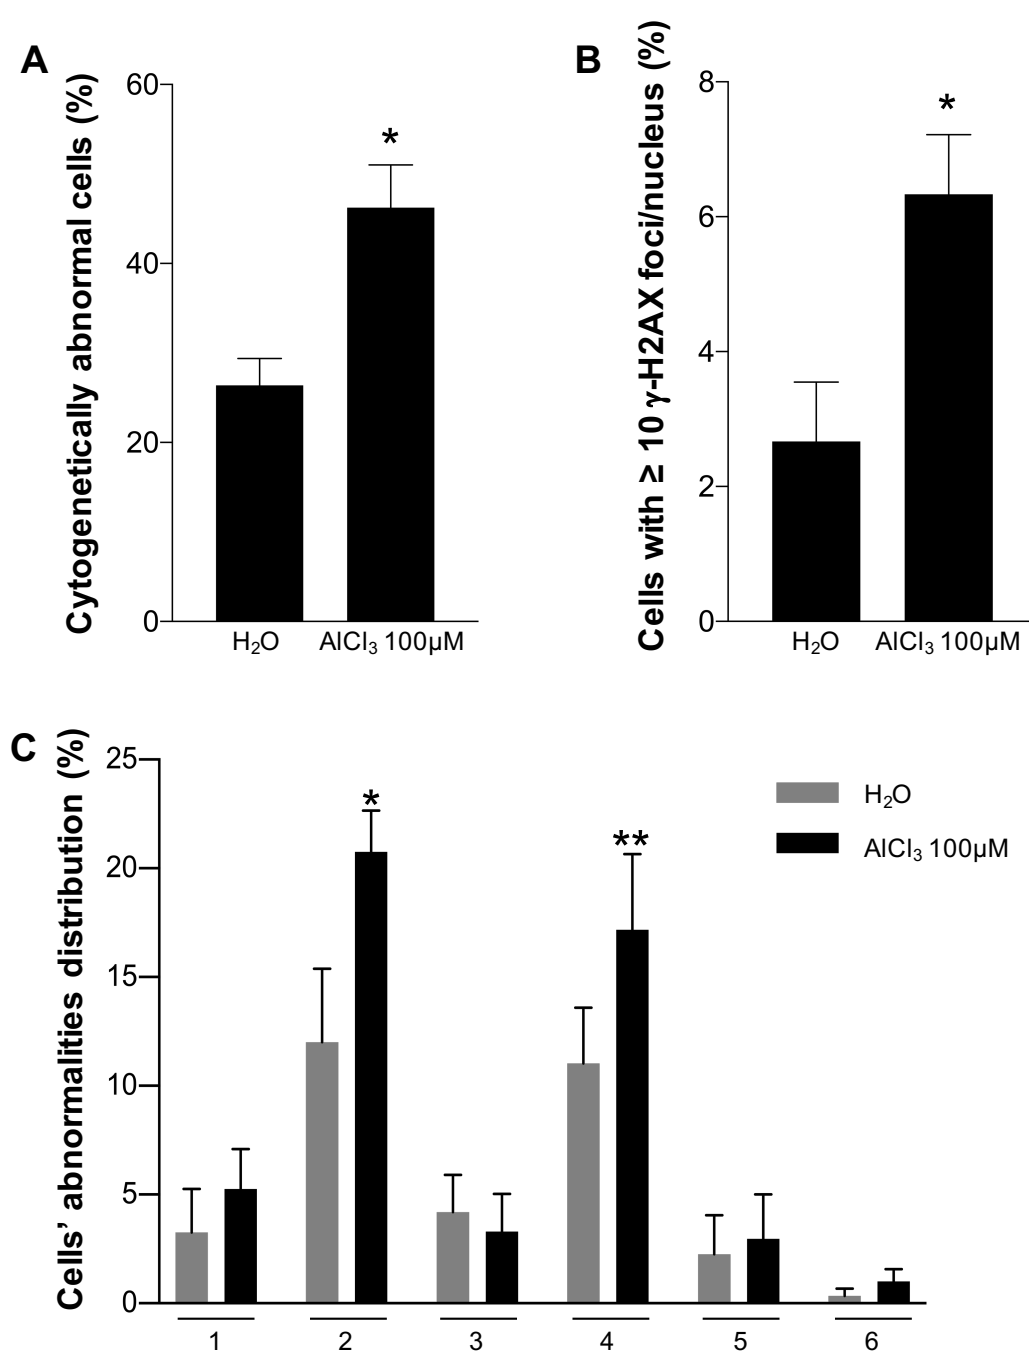 A
Cytogenetically abnormal cells (%)
60
40
20
0
H₂O
AlCl₃ 100µM
*
B
Cells with ≥ 10 γ-H2AX foci/nucleus (%)
8
6
4
2
0
H₂O
AlCl₃ 100µM
*
C
Cells’ abnormalities distribution (%)
25
20
15
10
5
0
*
**
H₂O
AlCl₃ 100µM
1 2 3 4 5 6